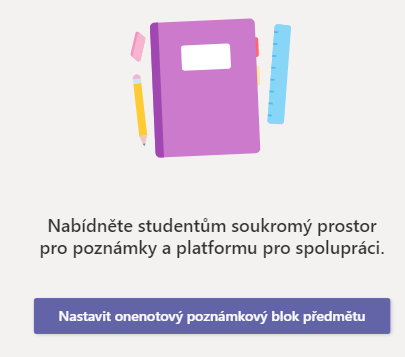 Nabídněte studentům soukromý prostor
pro poznámky a platformu pro spolupráci.
Nastavit onenotový poznámkový blok předmětu